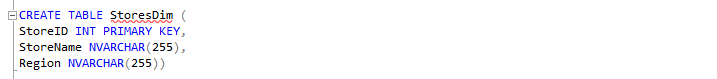 CREATE TABLE StoresDim (
StoreID INT PRIMARY KEY,
StoreName NVARCHAR(255),
Region NVARCHAR(255))